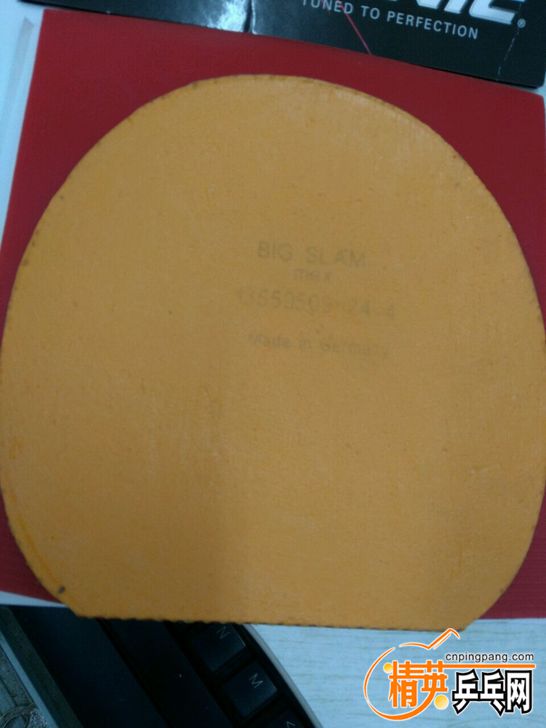 TUNED TO PERFECTION
BIG SLAM
max
Made in Germany
M
V
cnpingpang.com
精英乒乓网